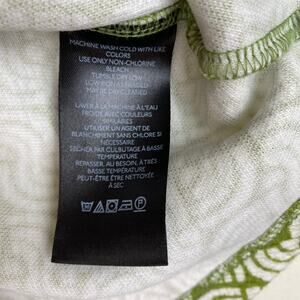 MACHINE WASH COLD WITH LIKE
COLORS
USE ONLY NON-CHLORINE
BLEACH
TUMBLE DRY LOW
MAY BE DRY CLEANED
LAVER À LA MACHINE À L'EAU
FROIDE AVEC COULEURS
SIMILAIRES
UTILISER UN AGENT DE
BLANCHIMENT SANS CHLORE SI
NÉCESSAIRE
SÉCHER PAR CULBUTAGE À BASSE
TEMPÉRATURE
REPASSER, AU BESOIN, À TRÈS
BASSE TEMPÉRATURE
PEUT-ÊTRE ÊTRE NETTOYÉE
À SEC